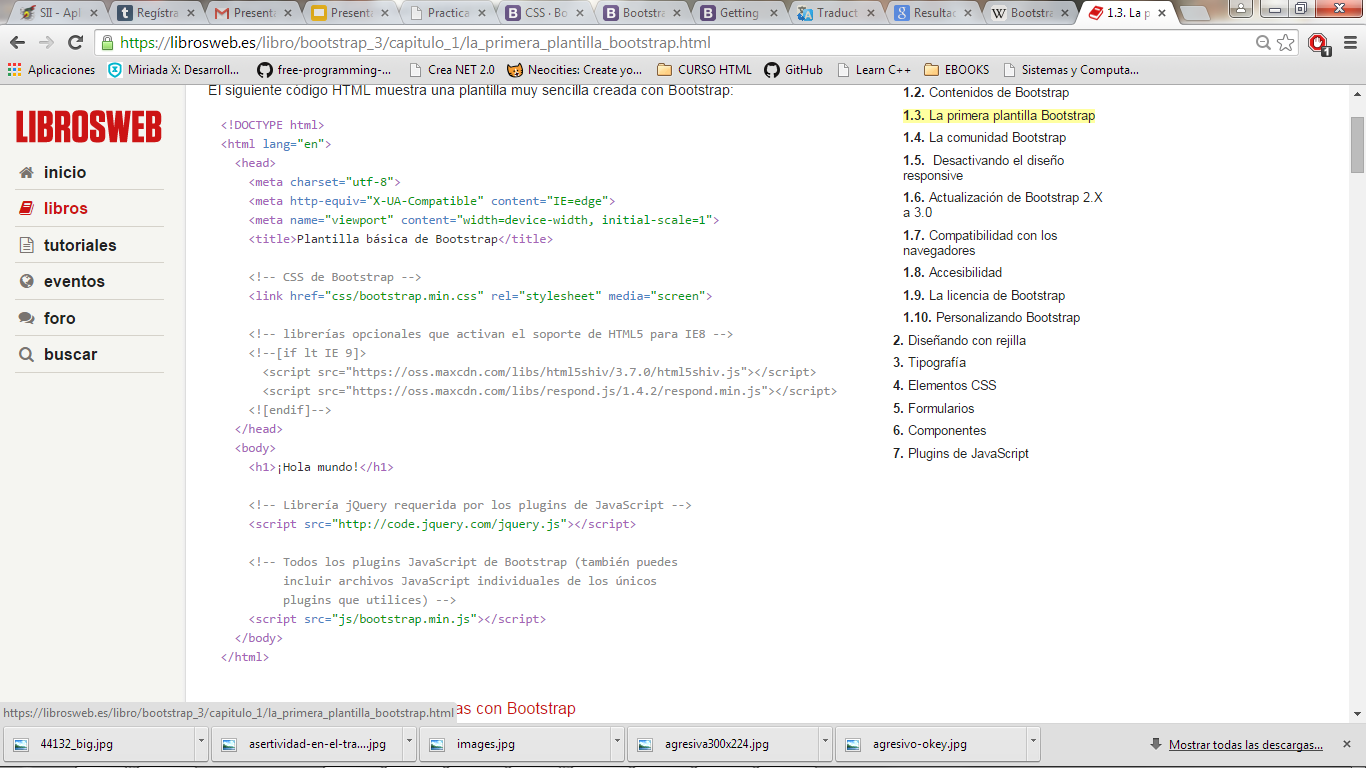 SII - Apl
Registra
Presenta
Presenta
Practica
CSS · Bo
Bootstra
Getting
Traduct
Resultac
Bootstra
1.3. La p
https://librosweb.es/libro/bootstrap_3/capitulo_1/la_primera_plantilla_bootstrap.html
1
Aplicaciones
Miriada X: Desarroll...
free-programming-...
Crea NET 2.0
Neocities: Create yo...
CURSO HTML
GitHub
Learn C++
EBOOKS
Sistemas y Computa...
LIBROSWEB
inicio
libros
tutoriales
eventos
foro
buscar
El siguiente código HTML muestra una plantilla muy sencilla creada con Bootstrap:
<!DOCTYPE html>
<html lang="en">
<head>
<meta charset="utf-8">
<meta http-equiv="X-UA-Compatible" content="IE=edge">
<meta name="viewport" content="width=device-width, initial-scale=1">
<title>Plantilla básica de Bootstrap</title>
<!-- CSS de Bootstrap -->
<link href="css/bootstrap.min.css" rel="stylesheet" media="screen">
<!-- librerías opcionales que activan el soporte de HTML5 para IE8 -->
<!--[if lt IE 9]>
<script src="https://oss.maxcdn.com/libs/html5shiv/3.7.0/html5shiv.js"></script>
<script src="https://oss.maxcdn.com/libs/respond.js/1.4.2/respond.min.js"></script>
<![endif]-->
</head>
<body>
<h1>¡Hola mundo!</h1>
<!-- Librería jQuery requerida por los plugins de JavaScript -->
<script src="http://code.jquery.com/jquery.js"></script>
<!-- Todos los plugins JavaScript de Bootstrap (también puedes
incluir archivos JavaScript individuales de los únicos
plugins que utilices) -->
<script src="js/bootstrap.min.js"></script>
</body>
</html>
as con Bootstrap
1.2. Contenidos de Bootstrap
1.3. La primera plantilla Bootstrap
1.4. La comunidad Bootstrap
1.5. Desactivando el diseño
responsive
1.6. Actualización de Bootstrap 2.X
a 3.0
1.7. Compatibilidad con los
navegadores
1.8. Accesibilidad
1.9. La licencia de Bootstrap
1.10. Personalizando Bootstrap
2. Diseñando con rejilla
3. Tipografía
4. Elementos CSS
5. Formularios
6. Componentes
7. Plugins de JavaScript
https://librosweb.es/libro/bootstrap_3/capitulo_1/la_primera_plantilla_bootstrap.html
44132_big.jpg
asertividad-en-el-tra....jpg
images.jpg
agresiva300x224.jpg
agresivo-okey.jpg
Mostrar todas las descargas...